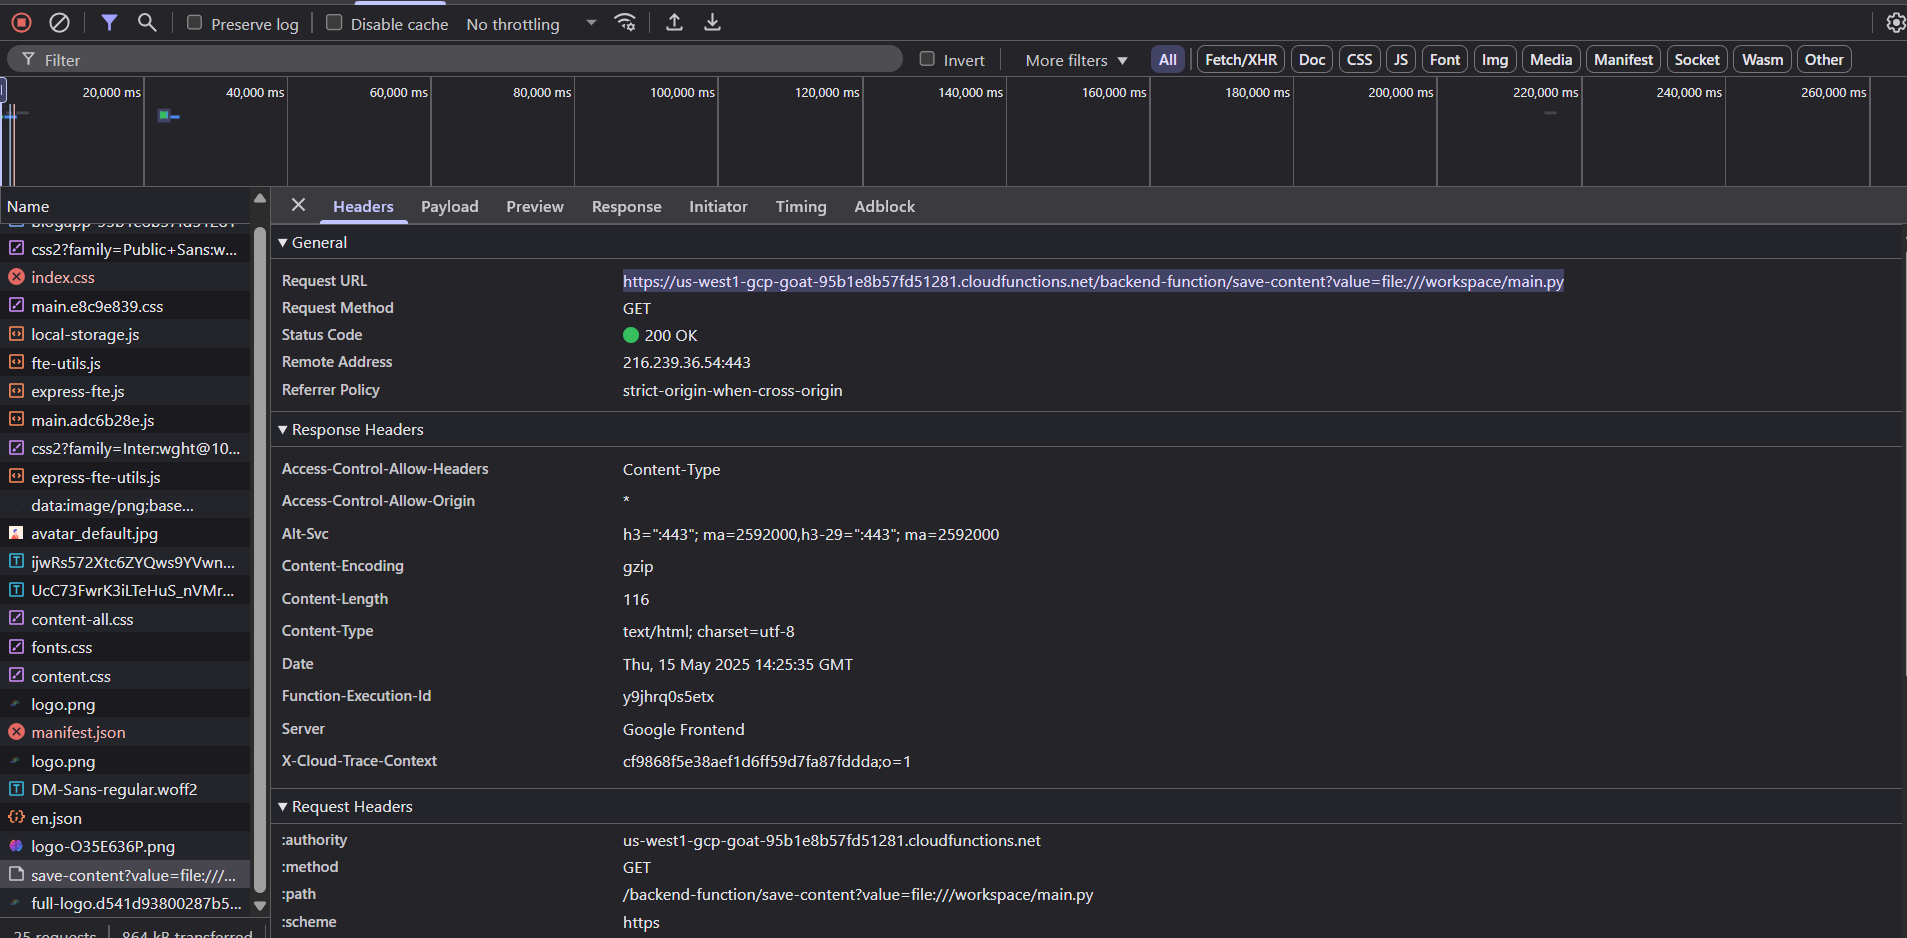 Preserve log Disable cache No throttling
Filter Invert More filters All Fetch/XHR Doc CSS JS Font Img Media Manifest Socket Wasm Other
20,000 ms 40,000 ms 60,000 ms 80,000 ms 100,000 ms 120,000 ms 140,000 ms 160,000 ms 180,000 ms 200,000 ms 220,000 ms 240,000 ms 260,000 ms
Name
css2?family=Public+Sans:w...
index.css
main.e8c9e839.css
local-storage.js
fte-utils.js
express-fte.js
main.adc6b28e.js
css2?family=Inter:wght@10...
express-fte-utils.js
data:image/png;base...
avatar_default.jpg
ijwRs572Xtc6ZYQws9YVwn...
UcC73FwrK3iLTeHuS_nVMr...
content-all.css
fonts.css
content.css
logo.png
manifest.json
logo.png
DM-Sans-regular.woff2
en.json
logo-O35E636P.png
save-content?value=file:///...
full-logo.d541d93800287b5...
25 requests 864 kB transferred
Headers Payload Preview Response Initiator Timing Adblock
General
Request URL https://us-west1-gcp-goat-95b1e8b57fd51281.cloudfunctions.net/backend-function/save-content?value=file:///workspace/main.py
Request Method GET
Status Code 200 OK
Remote Address 216.239.36.54:443
Referrer Policy strict-origin-when-cross-origin
Response Headers
Access-Control-Allow-Headers Content-Type
Access-Control-Allow-Origin *
Alt-Svc h3=":443"; ma=2592000,h3-29=":443"; ma=2592000
Content-Encoding gzip
Content-Length 116
Content-Type text/html; charset=utf-8
Date Thu, 15 May 2025 14:25:35 GMT
Function-Execution-Id y9jhrq0s5etx
Server Google Frontend
X-Cloud-Trace-Context cf9868f5e38aef1d6ff59d7fa87fddda;o=1
Request Headers
:authority us-west1-gcp-goat-95b1e8b57fd51281.cloudfunctions.net
:method GET
:path /backend-function/save-content?value=file:///workspace/main.py
:scheme https